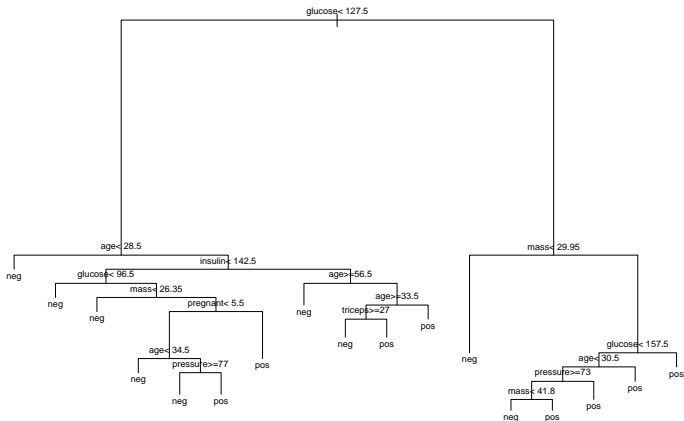 glucose< 127.5
age< 28.5
mass< 29.95
insulin< 142.5
neg
glucose< 96.5
age>=56.5
neg
mass< 26.35
neg
age>=33.5
neg
pregnant< 5.5
triceps>=27
pos
neg
pos
glucose< 157.5
age< 34.5
neg
age< 30.5
pressure>=77
pos
neg
pressure>=73
pos
pos
neg
pos
mass< 41.8
pos
neg
pos